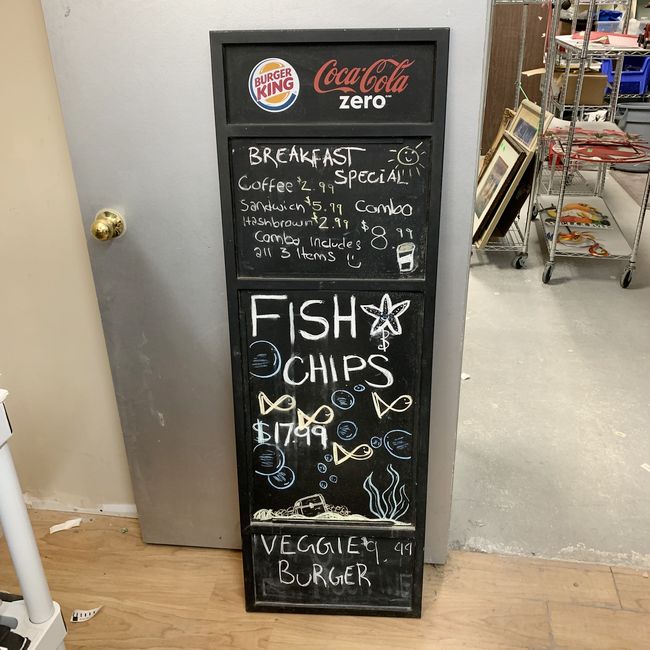 BURGER
KING
Coca-Cola
zero
BREAKFAST
SPECIAL
Coffee $2.99
Sandwich $5.99 Combo
Hashbrown $2.99 $8.99
Combo Includes
all 3 Items
FISH
&
CHIPS
$17.99
VEGGIE $9.99
BURGER